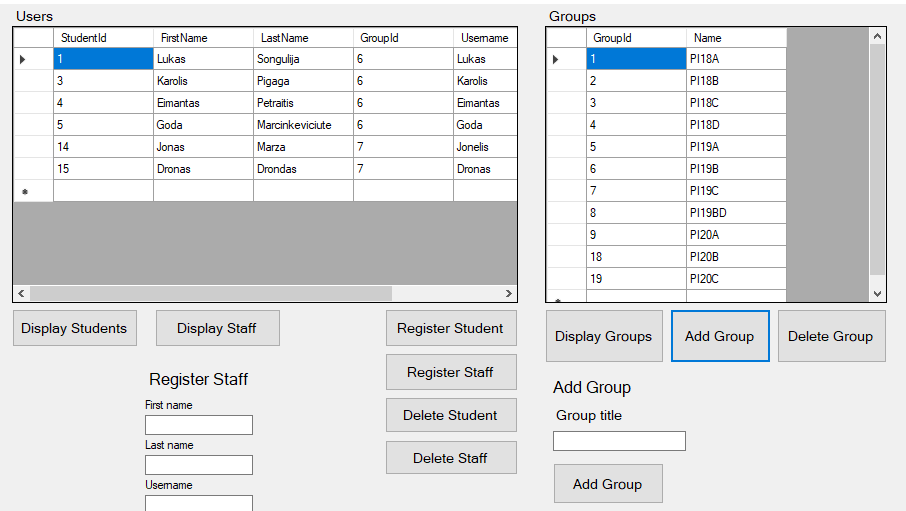 Users
StudentId FirstName LastName GroupId Username
1 Lukas Songulija 6 Lukas
3 Karolis Pigaga 6 Karolis
4 Eimantas Petraitis 6 Eimantas
5 Goda Marcinkeviciute 6 Goda
14 Jonas Marza 7 Jonelis
15 Dronas Drondas 7 Dronas
Display Students
Display Staff
Register Student
Register Staff
Delete Student
Delete Staff
Register Staff
First name
Last name
Username
Groups
GroupId Name
1 PI18A
2 PI18B
3 PI18C
4 PI18D
5 PI19A
6 PI19B
7 PI19C
8 PI19BD
9 PI20A
18 PI20B
19 PI20C
Display Groups
Add Group
Delete Group
Add Group
Group title
Add Group